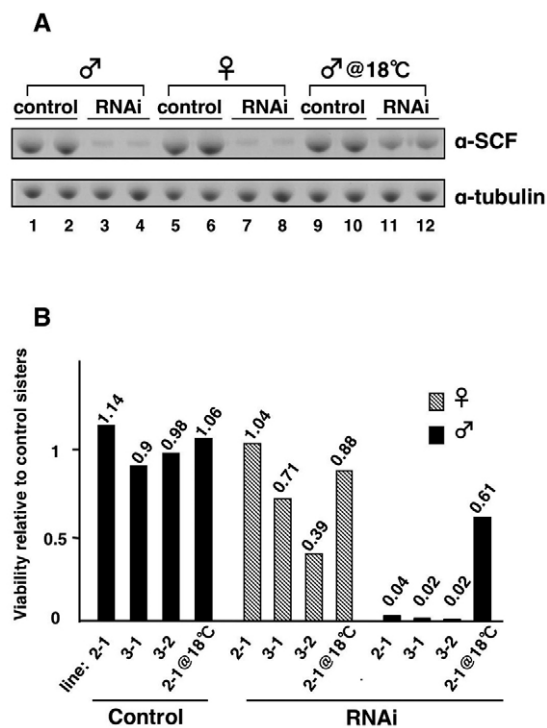 A
♂ ♀ ♂@18°C
control RNAi control RNAi control RNAi
α-SCF
α-tubulin
1 2 3 4 5 6 7 8 9 10 11 12
B
Viability relative to control sisters
1
0.5
0
1.14 0.9 0.98 1.06 1.04 0.71 0.39 0.88 0.04 0.02 0.02 0.61
♀
♂
line: 2-1 3-1 3-2 2-1@18°C 2-1 3-1 3-2 2-1@18°C 2-1 3-1 3-2 2-1@18°C
Control RNAi